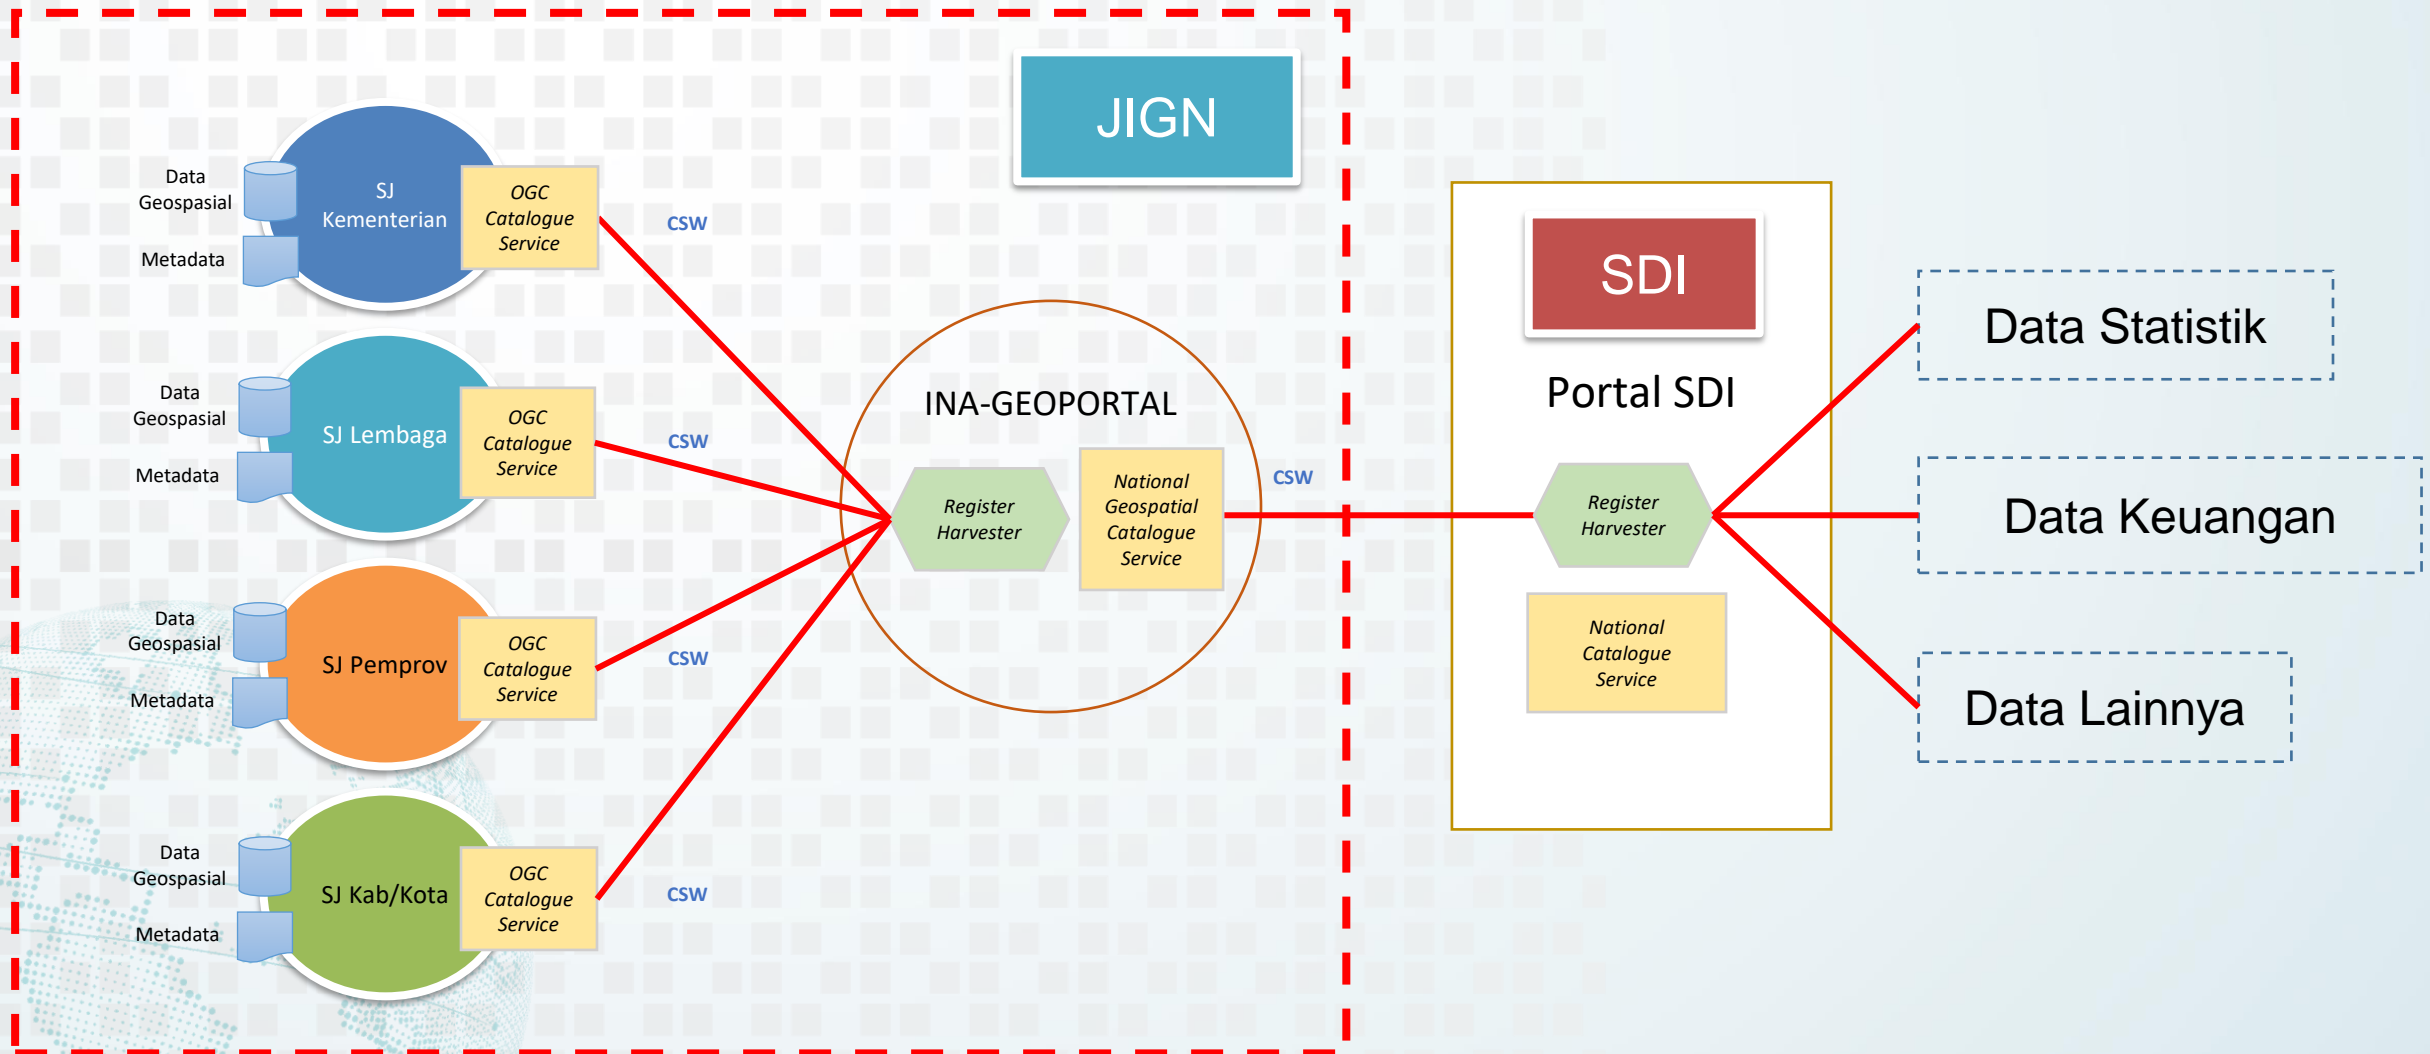 JIGN
Data
Geospasial
Metadata
SJ
Kementerian
OGC
Catalogue
Service
CSW
Data
Geospasial
Metadata
SJ Lembaga
OGC
Catalogue
Service
CSW
Data
Geospasial
Metadata
SJ Pemprov
OGC
Catalogue
Service
CSW
Data
Geospasial
Metadata
SJ Kab/Kota
OGC
Catalogue
Service
CSW
INA-GEOPORTAL
Register
Harvester
National
Geospatial
Catalogue
Service
CSW
SDI
Portal SDI
Register
Harvester
National
Catalogue
Service
Data Statistik
Data Keuangan
Data Lainnya